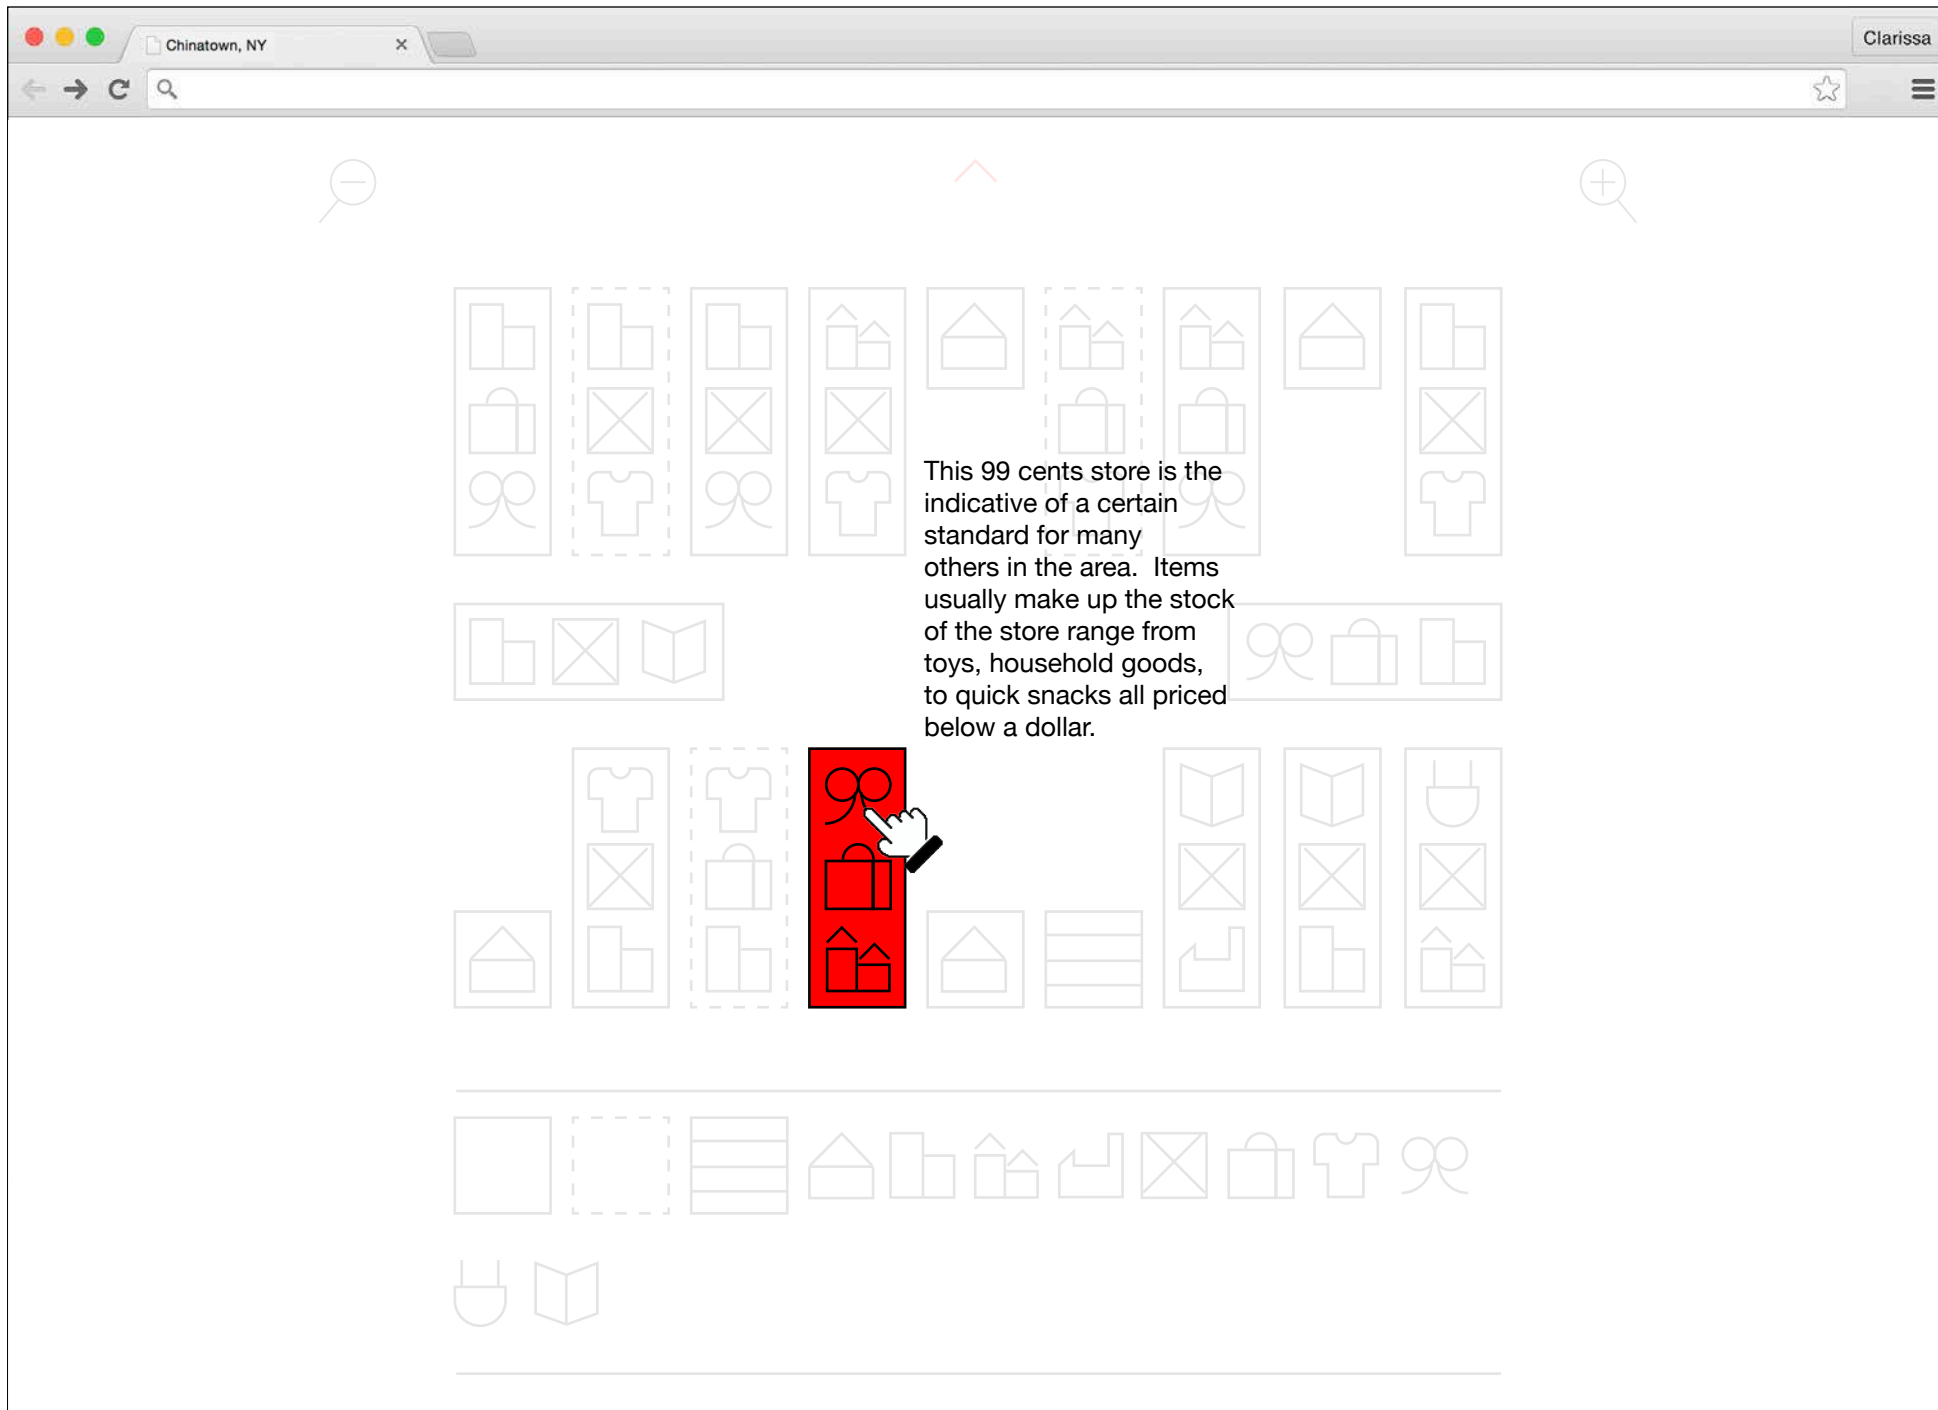 Chinatown, NY
Clarissa
This 99 cents store is the
indicative of a certain
standard for many
others in the area.  Items
usually make up the stock
of the store range from
toys, household goods,
to quick snacks all priced
below a dollar.